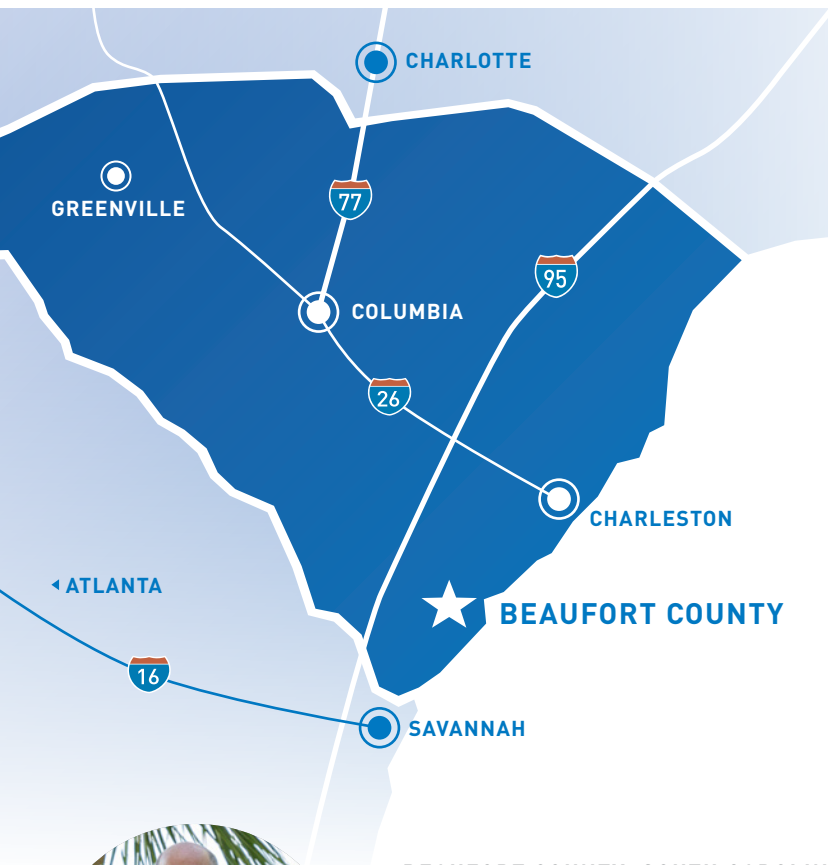 CHARLOTTE
77
GREENVILLE
95
COLUMBIA
26
CHARLESTON
ATLANTA
BEAUFORT COUNTY
16
SAVANNAH